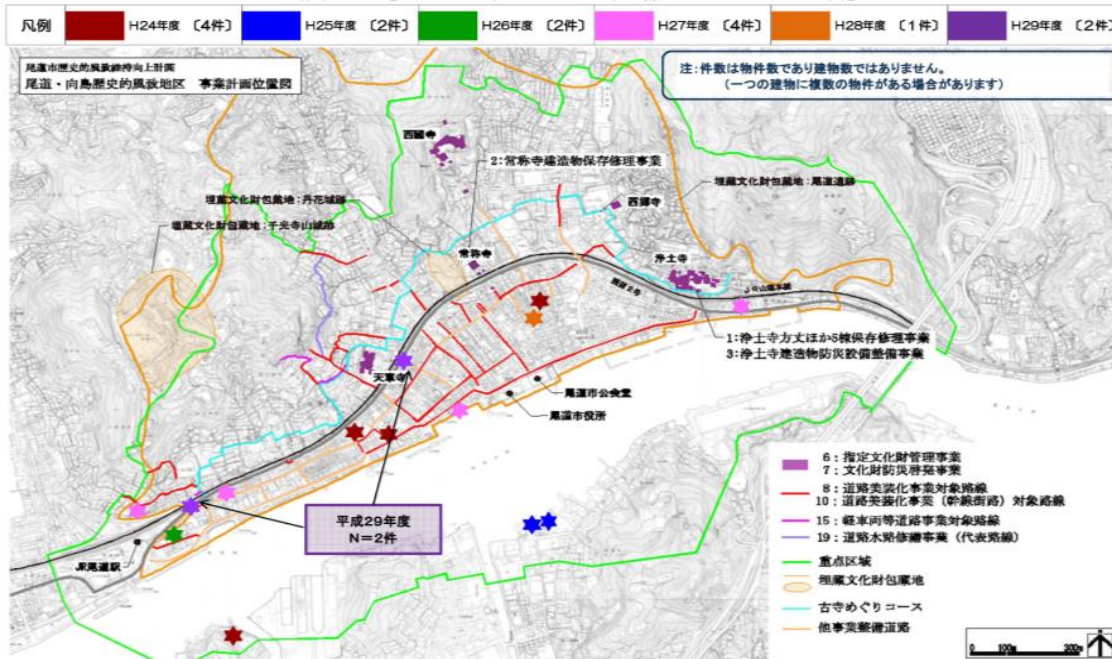 凡例
H24年度 〔4件〕
H25年度 〔2件〕
H26年度 〔2件〕
H27年度 〔4件〕
H28年度 〔1件〕
H29年度 〔2件〕
尾道市歴史的風致維持向上計画
尾道・向島歴史的風致地区 事業計画位置図
注:件数は物件数であり建物数ではありません。
(一つの建物に複数の物件がある場合があります)
西國寺
2:常称寺建造物保存修理事業
埋蔵文化財包蔵地:尾道遺跡
西郷寺
埋蔵文化財包蔵地:丹花城跡
埋蔵文化財包蔵地:千光寺山城跡
常称寺
浄土寺
国道2号
JR山陽本線
1:浄土寺方丈ほか5棟保存修理事業
3:浄土寺建造物防災設備整備事業
天寧寺
尾道市公会堂
尾道市役所
平成29年度
N=2件
JR尾道駅
6:指定文化財管理事業
7:文化財防災啓発事業
8:道路美装化事業対象路線
10:道路美装化事業(幹線街路)対象路線
15:軽車両等道路事業対象路線
19:道路水路修繕事業(代表路線)
重点区域
埋蔵文化財包蔵地
古寺めぐりコース
他事業整備道路
0 100m 200m